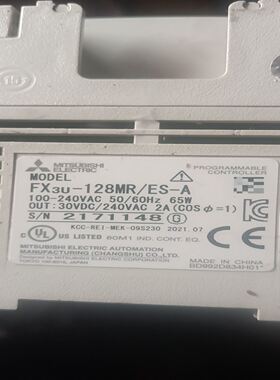 MITSUBISHI
ELECTRIC
PROGRAMMABLE
CONTROLLER
MODEL
FX3U-128MR/ES-A
100-240VAC 50/60Hz 65W
OUT: 30VDC/240VAC 2A(COSΦ=1)
S/N 2171148 G
KCC-REI-MEK-09S230 2021.07
UL US LISTED 80M1 IND. CONT. EQ.
MITSUBISHI ELECTRIC AUTOMATION
MANUFACTURING (CHANGSHU) CO.,LTD.
BD992D834H01
MADE IN CHINA